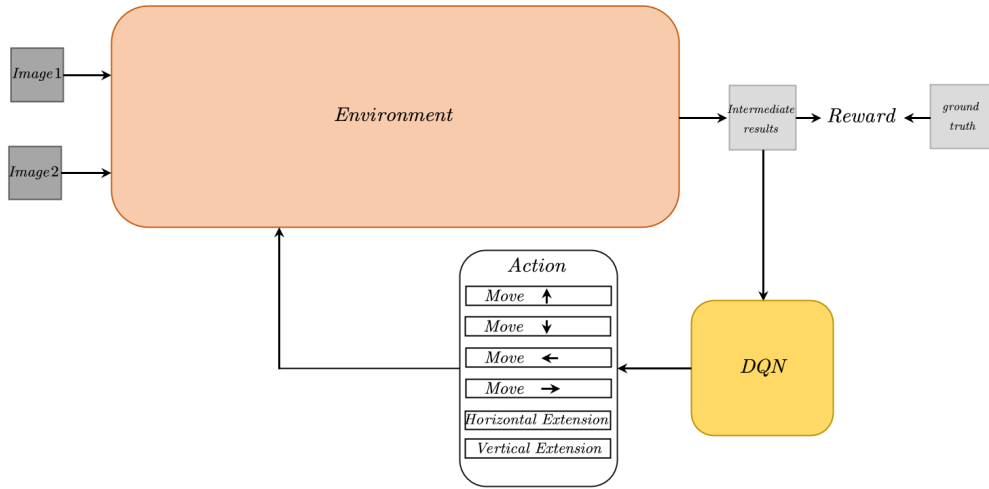 Image1
Image2
Environment
Intermediate
results
Reward
ground
truth
Action
Move ↑
Move ↓
Move ←
Move →
Horizontal Extension
Vertical Extension
DQN